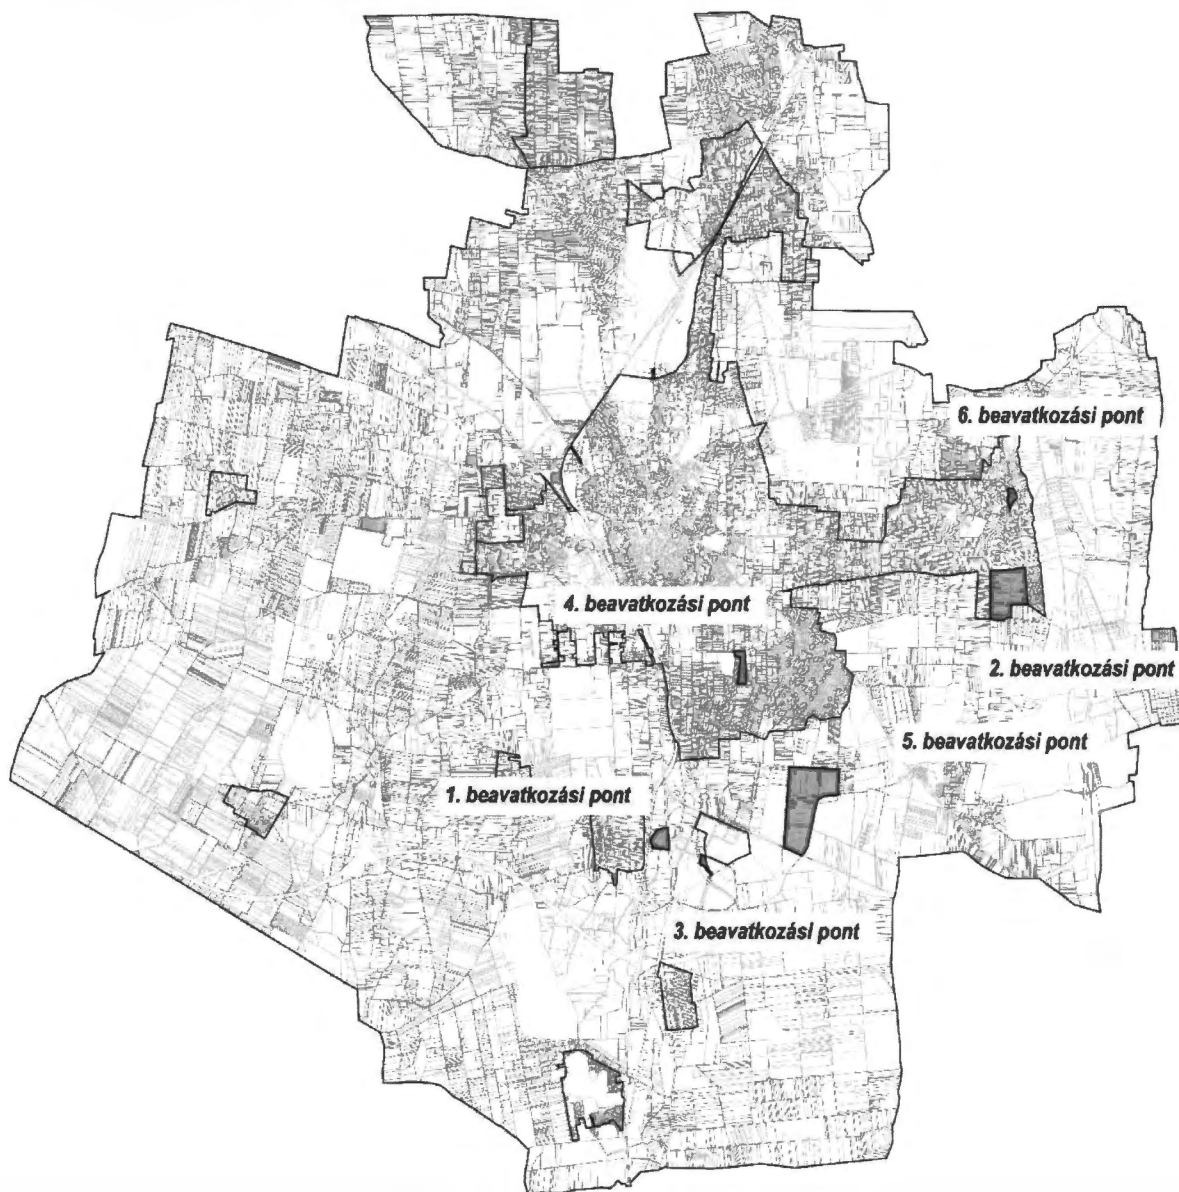 6. beavatkozási pont
4. beavatkozási pont
2. beavatkozási pont
5. beavatkozási pont
1. beavatkozási pont
3. beavatkozási pont